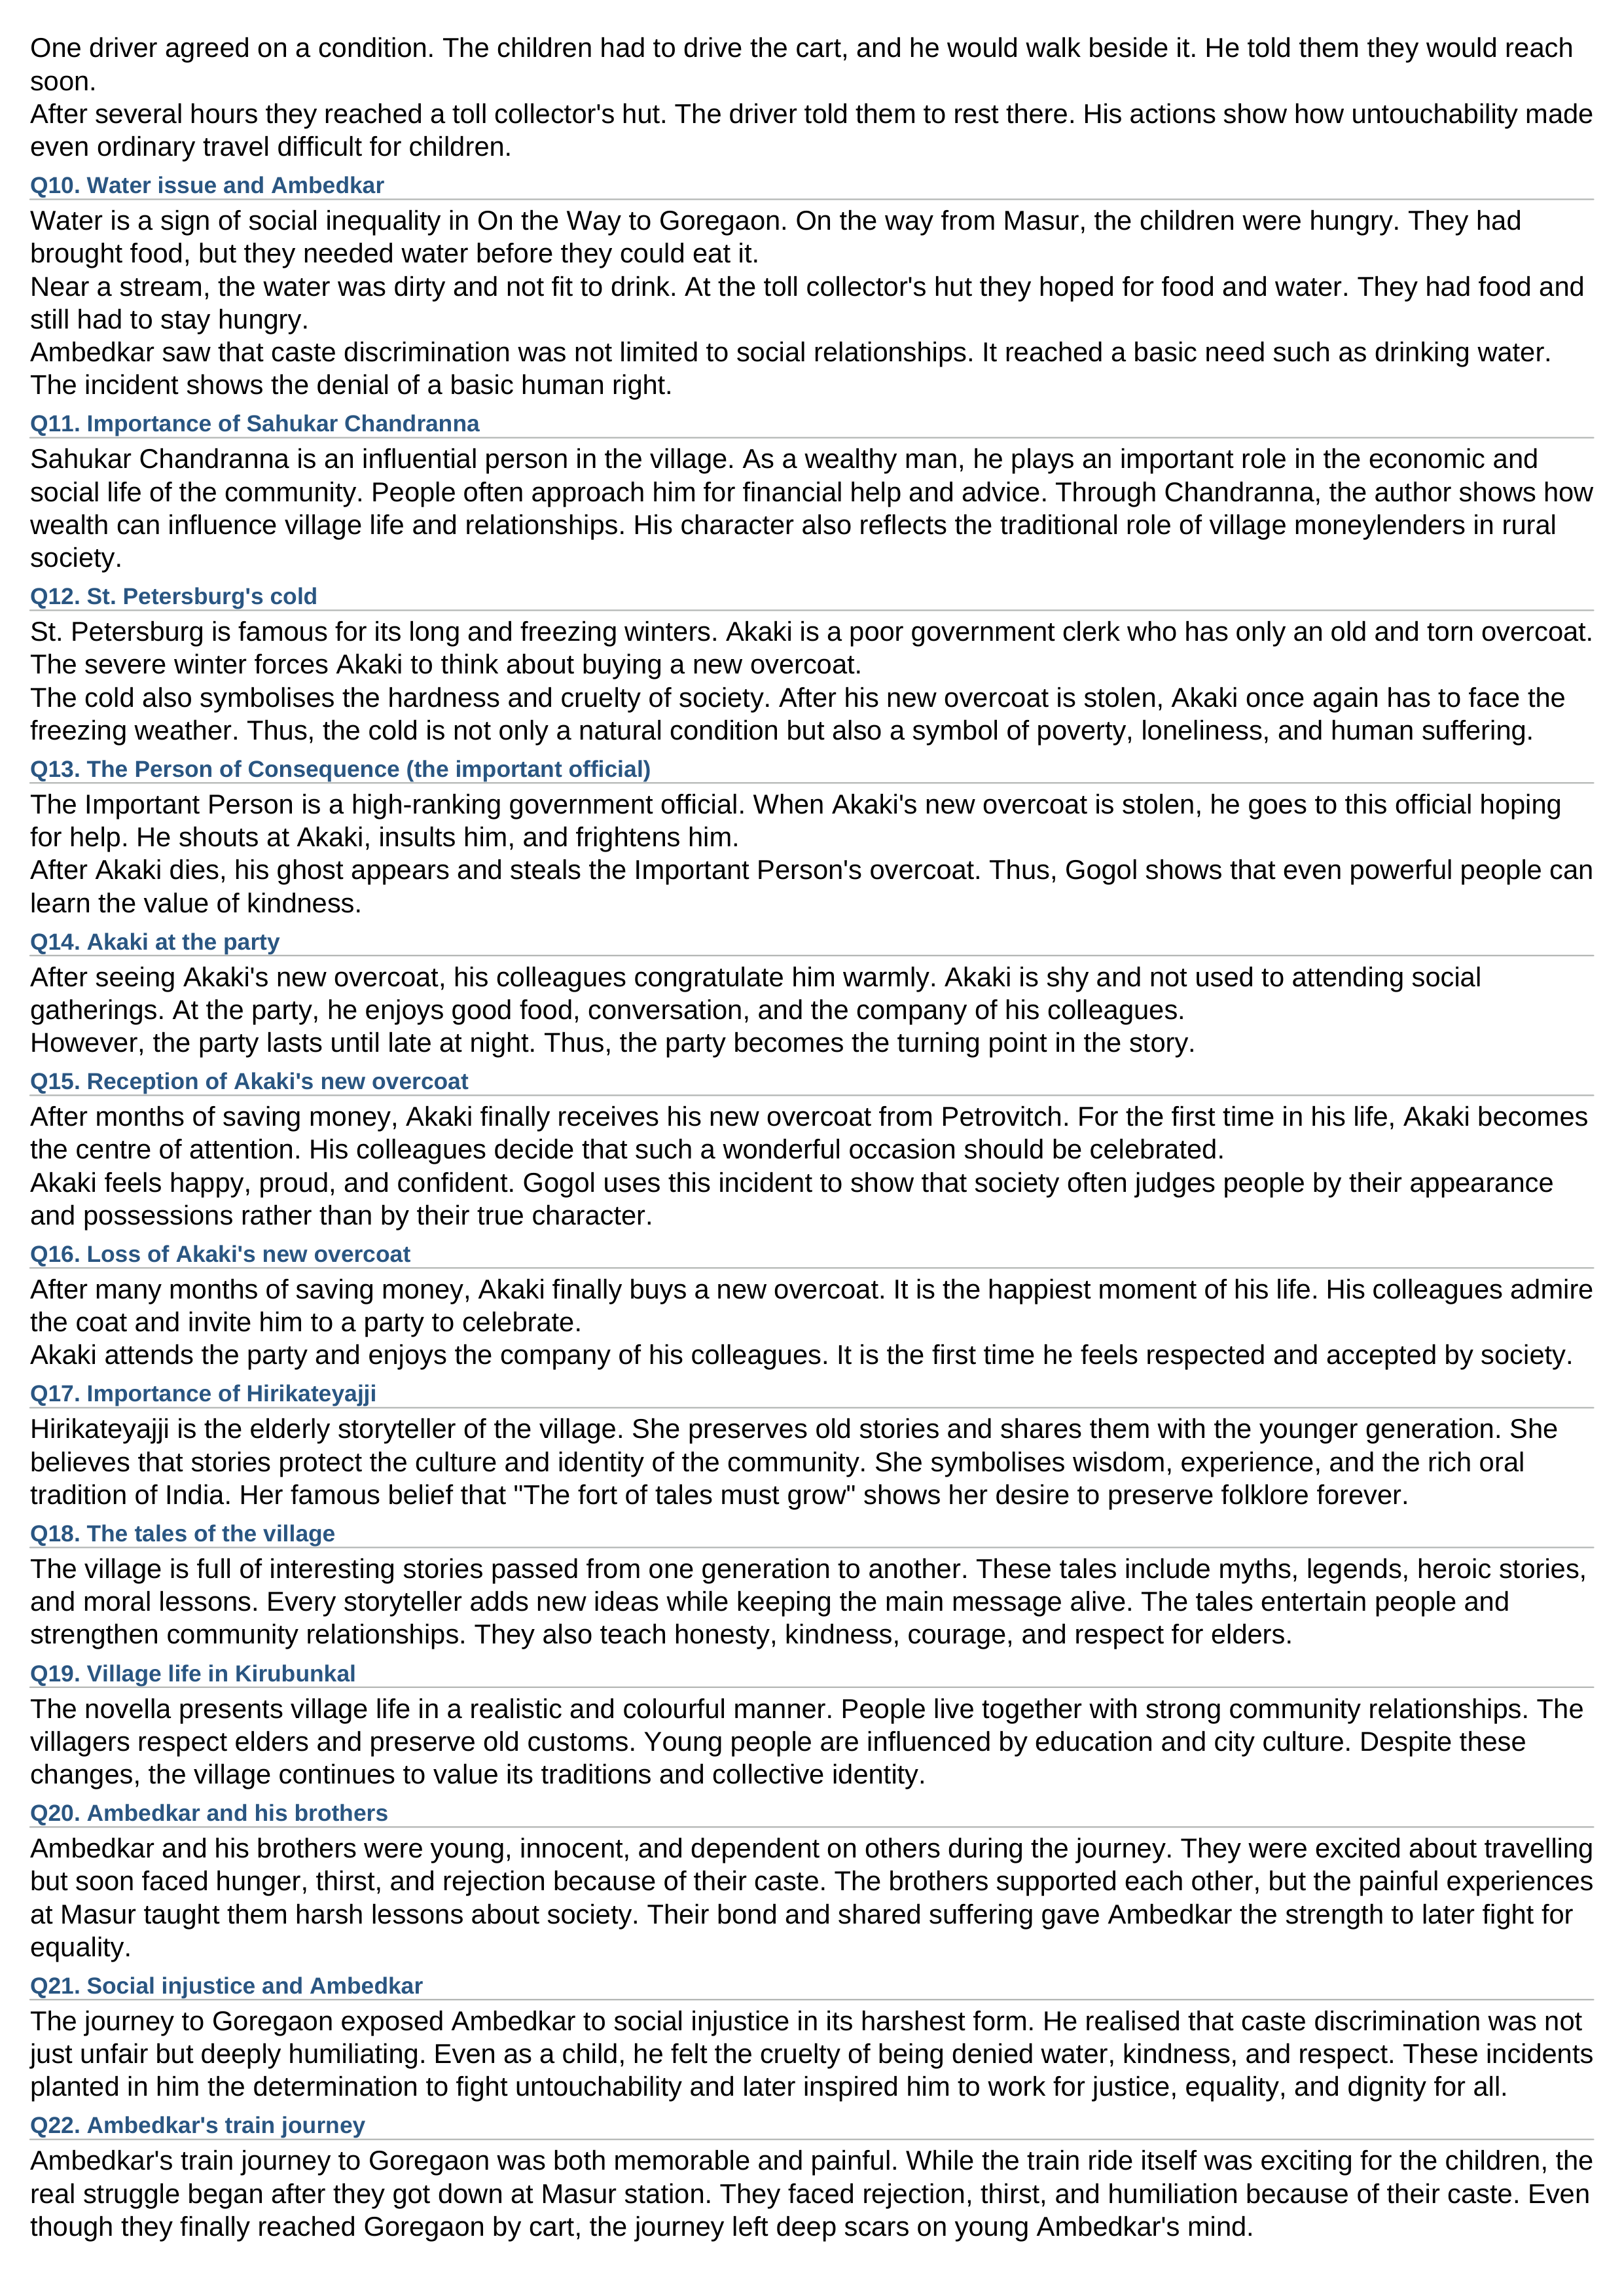 One driver agreed on a condition. The children had to drive the cart, and he would walk beside it. He told them they would reach
soon.
After several hours they reached a toll collector's hut. The driver told them to rest there. His actions show how untouchability made
even ordinary travel difficult for children.
Q10. Water issue and Ambedkar
Water is a sign of social inequality in On the Way to Goregaon. On the way from Masur, the children were hungry. They had
brought food, but they needed water before they could eat it.
Near a stream, the water was dirty and not fit to drink. At the toll collector's hut they hoped for food and water. They had food and
still had to stay hungry.
Ambedkar saw that caste discrimination was not limited to social relationships. It reached a basic need such as drinking water.
The incident shows the denial of a basic human right.
Q11. Importance of Sahukar Chandranna
Sahukar Chandranna is an influential person in the village. As a wealthy man, he plays an important role in the economic and
social life of the community. People often approach him for financial help and advice. Through Chandranna, the author shows how
wealth can influence village life and relationships. His character also reflects the traditional role of village moneylenders in rural
society.
Q12. St. Petersburg's cold
St. Petersburg is famous for its long and freezing winters. Akaki is a poor government clerk who has only an old and torn overcoat.
The severe winter forces Akaki to think about buying a new overcoat.
The cold also symbolises the hardness and cruelty of society. After his new overcoat is stolen, Akaki once again has to face the
freezing weather. Thus, the cold is not only a natural condition but also a symbol of poverty, loneliness, and human suffering.
Q13. The Person of Consequence (the important official)
The Important Person is a high-ranking government official. When Akaki's new overcoat is stolen, he goes to this official hoping
for help. He shouts at Akaki, insults him, and frightens him.
After Akaki dies, his ghost appears and steals the Important Person's overcoat. Thus, Gogol shows that even powerful people can
learn the value of kindness.
Q14. Akaki at the party
After seeing Akaki's new overcoat, his colleagues congratulate him warmly. Akaki is shy and not used to attending social
gatherings. At the party, he enjoys good food, conversation, and the company of his colleagues.
However, the party lasts until late at night. Thus, the party becomes the turning point in the story.
Q15. Reception of Akaki's new overcoat
After months of saving money, Akaki finally receives his new overcoat from Petrovitch. For the first time in his life, Akaki becomes
the centre of attention. His colleagues decide that such a wonderful occasion should be celebrated.
Akaki feels happy, proud, and confident. Gogol uses this incident to show that society often judges people by their appearance
and possessions rather than by their true character.
Q16. Loss of Akaki's new overcoat
After many months of saving money, Akaki finally buys a new overcoat. It is the happiest moment of his life. His colleagues admire
the coat and invite him to a party to celebrate.
Akaki attends the party and enjoys the company of his colleagues. It is the first time he feels respected and accepted by society.
Q17. Importance of Hirikateyajji
Hirikateyajji is the elderly storyteller of the village. She preserves old stories and shares them with the younger generation. She
believes that stories protect the culture and identity of the community. She symbolises wisdom, experience, and the rich oral
tradition of India. Her famous belief that "The fort of tales must grow" shows her desire to preserve folklore forever.
Q18. The tales of the village
The village is full of interesting stories passed from one generation to another. These tales include myths, legends, heroic stories,
and moral lessons. Every storyteller adds new ideas while keeping the main message alive. The tales entertain people and
strengthen community relationships. They also teach honesty, kindness, courage, and respect for elders.
Q19. Village life in Kirubunkal
The novella presents village life in a realistic and colourful manner. People live together with strong community relationships. The
villagers respect elders and preserve old customs. Young people are influenced by education and city culture. Despite these
changes, the village continues to value its traditions and collective identity.
Q20. Ambedkar and his brothers
Ambedkar and his brothers were young, innocent, and dependent on others during the journey. They were excited about travelling
but soon faced hunger, thirst, and rejection because of their caste. The brothers supported each other, but the painful experiences
at Masur taught them harsh lessons about society. Their bond and shared suffering gave Ambedkar the strength to later fight for
equality.
Q21. Social injustice and Ambedkar
The journey to Goregaon exposed Ambedkar to social injustice in its harshest form. He realised that caste discrimination was not
just unfair but deeply humiliating. Even as a child, he felt the cruelty of being denied water, kindness, and respect. These incidents
planted in him the determination to fight untouchability and later inspired him to work for justice, equality, and dignity for all.
Q22. Ambedkar's train journey
Ambedkar's train journey to Goregaon was both memorable and painful. While the train ride itself was exciting for the children, the
real struggle began after they got down at Masur station. They faced rejection, thirst, and humiliation because of their caste. Even
though they finally reached Goregaon by cart, the journey left deep scars on young Ambedkar's mind.